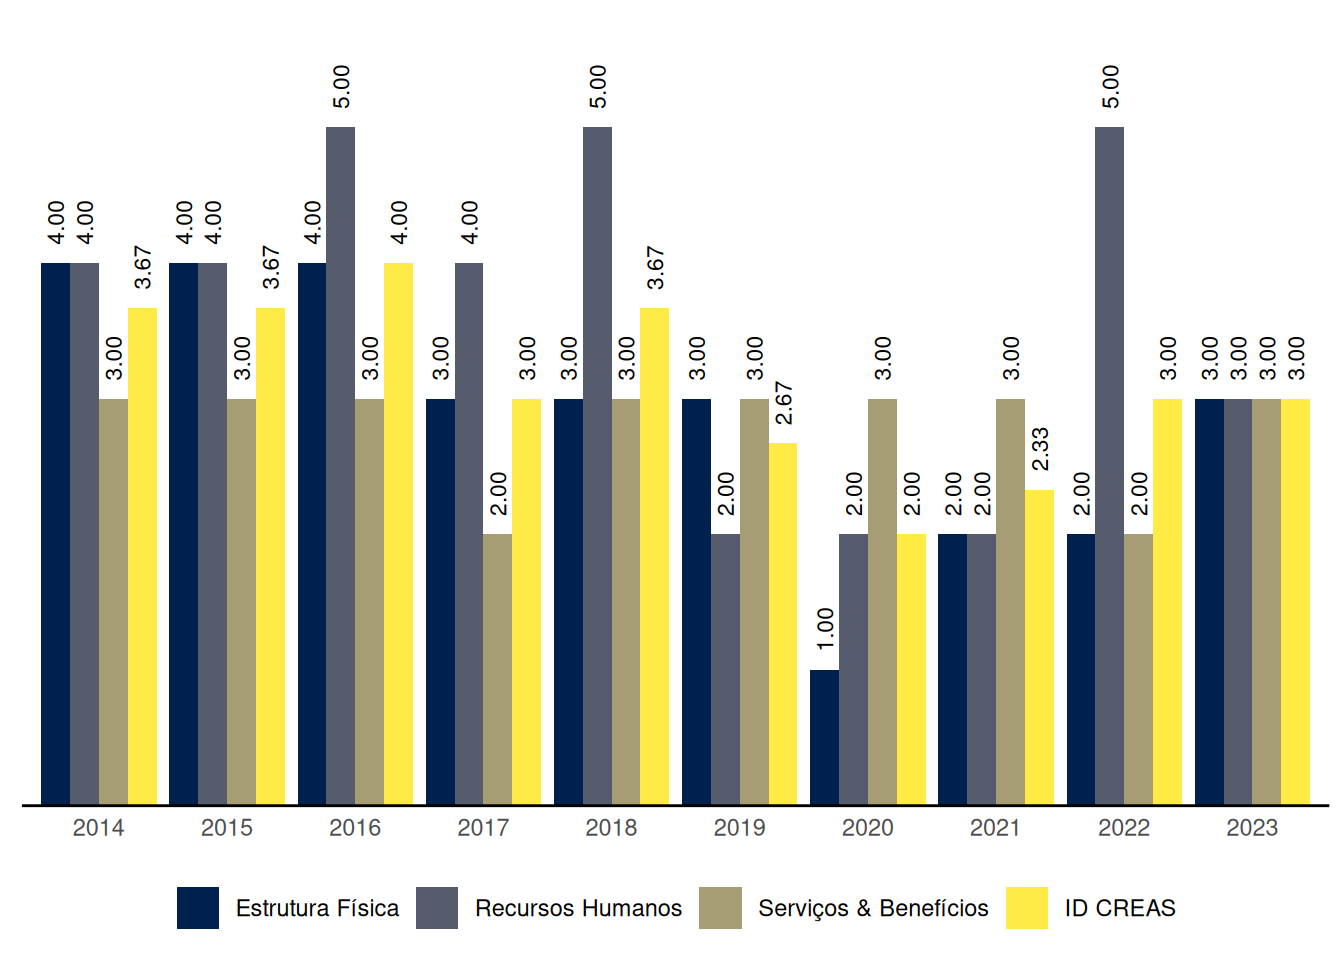 4.00 4.00 3.00 3.67
4.00 4.00 3.00 3.67
4.00 5.00 3.00 4.00
3.00 4.00 2.00 3.00
3.00 5.00 3.00 3.67
3.00 2.00 3.00 2.67
1.00 2.00 3.00 2.00
2.00 2.00 3.00 2.33
2.00 5.00 2.00 3.00
3.00 3.00 3.00 3.00
2014 2015 2016 2017 2018 2019 2020 2021 2022 2023
Estrutura Física Recursos Humanos Serviços & Benefícios ID CREAS